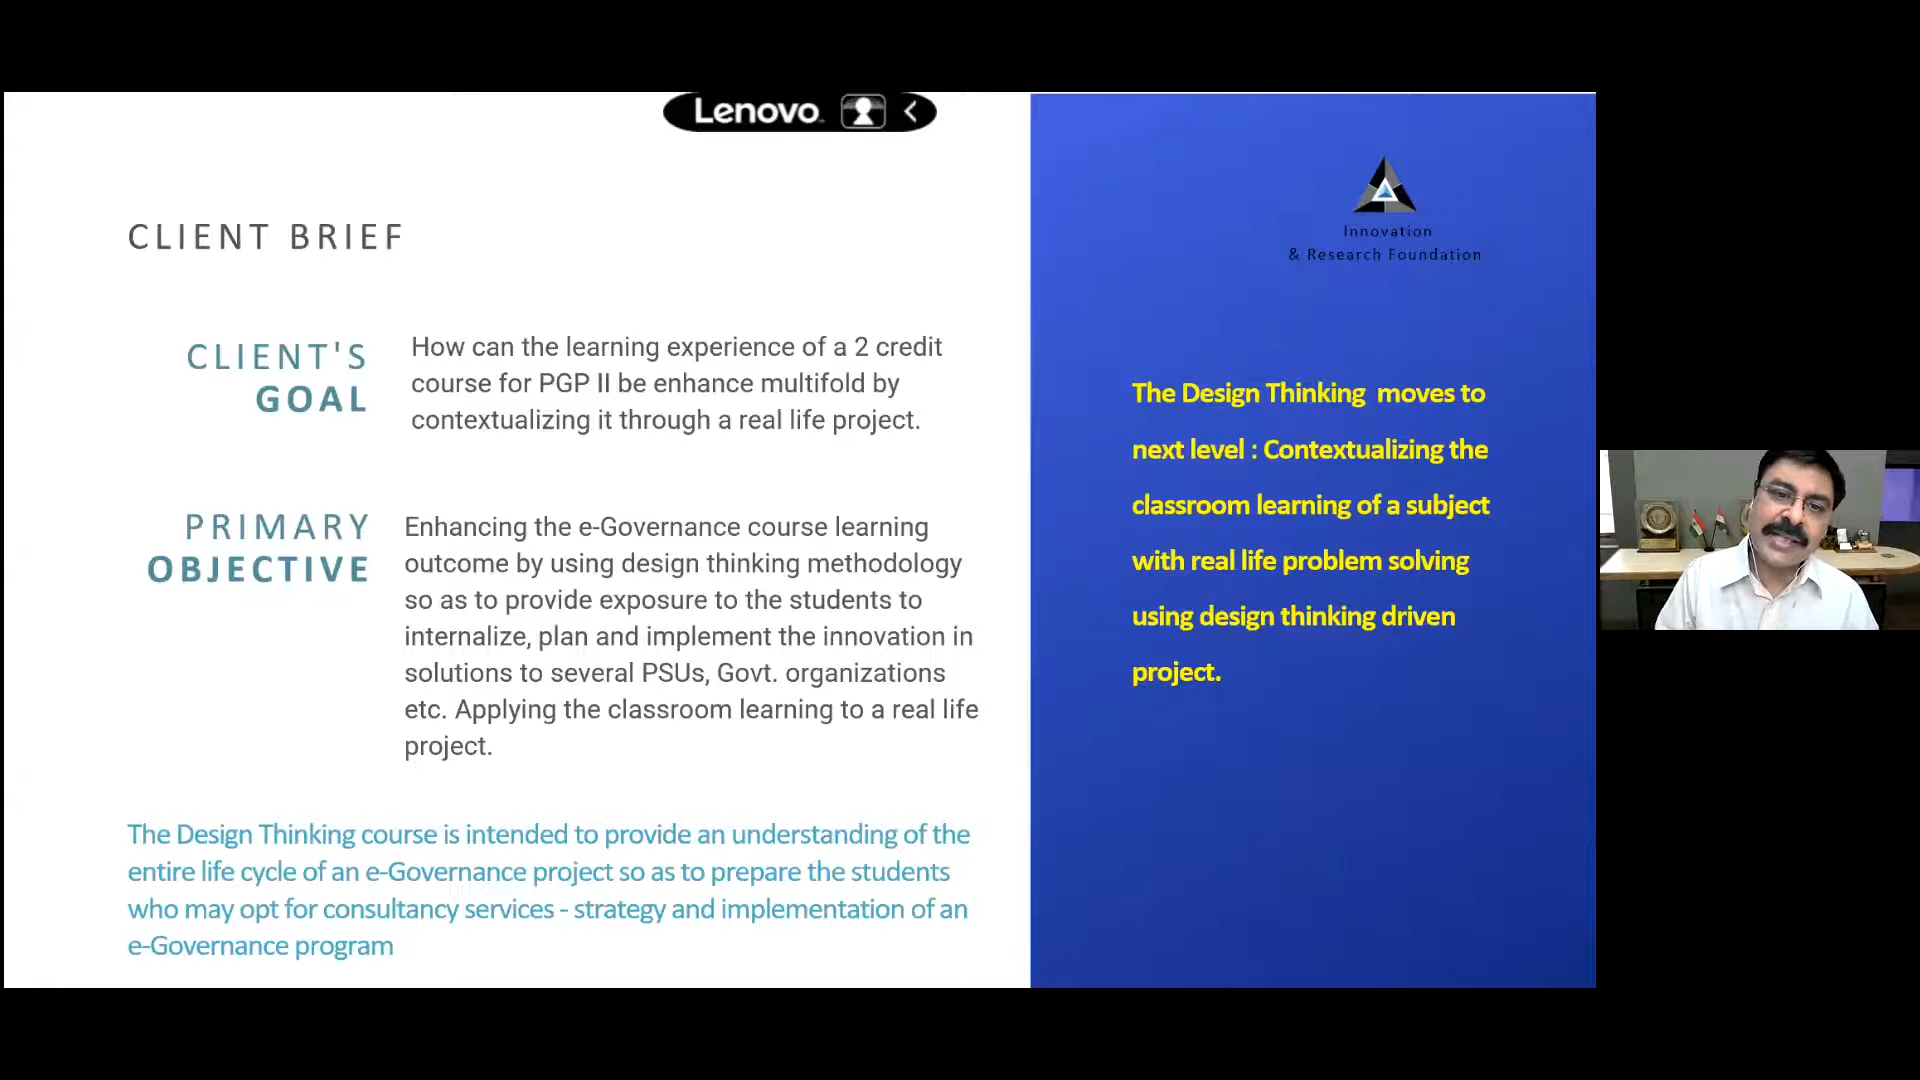 Lenovo
CLIENT BRIEF
CLIENT'S
GOAL
How can the learning experience of a 2 credit
course for PGP II be enhance multifold by
contextualizing it through a real life project.
PRIMARY
OBJECTIVE
Enhancing the e-Governance course learning
outcome by using design thinking methodology
so as to provide exposure to the students to
internalize, plan and implement the innovation in
solutions to several PSUs, Govt. organizations
etc. Applying the classroom learning to a real life
project.
The Design Thinking course is intended to provide an understanding of the
entire life cycle of an e-Governance project so as to prepare the students
who may opt for consultancy services - strategy and implementation of an
e-Governance program
Innovation
& Research Foundation
The Design Thinking moves to
next level : Contextualizing the
classroom learning of a subject
with real life problem solving
using design thinking driven
project.